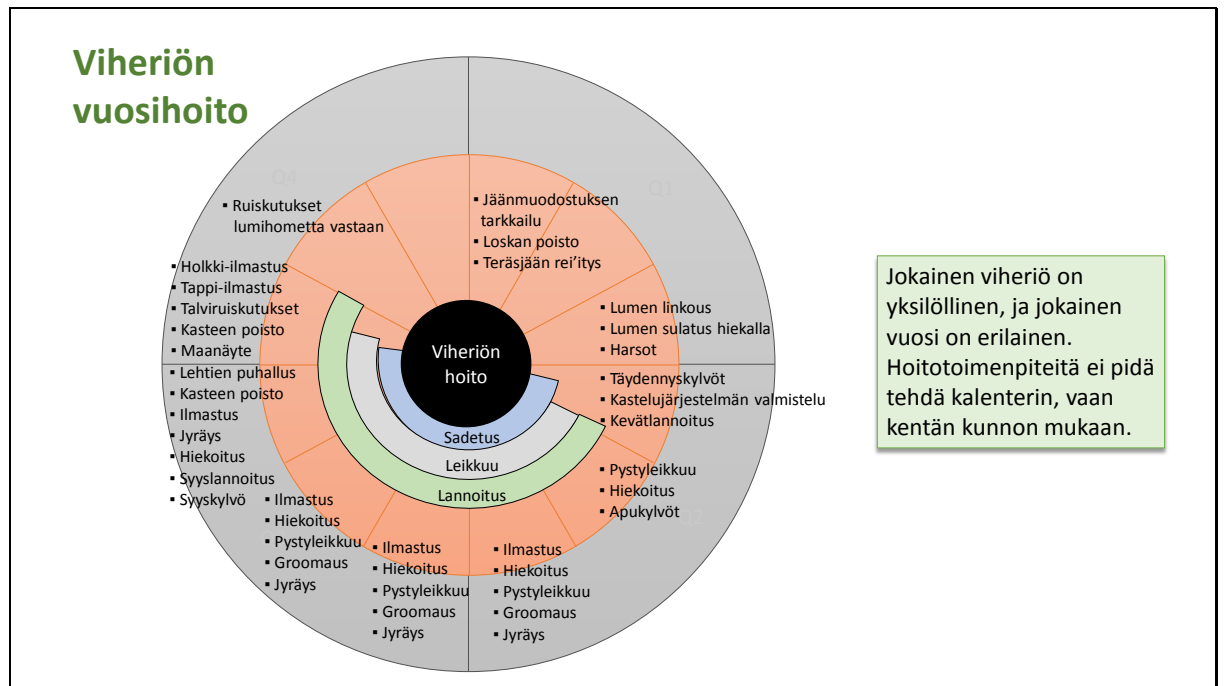 Viheriön
vuosihoito
Q4
Q1
▪ Ruiskutukset
lumihometta vastaan
▪ Jäänmuodostuksen
tarkkailu
▪ Loskan poisto
▪ Teräsjään rei’itys
▪ Holkki-ilmastus
▪ Tappi-ilmastus
▪ Talviruiskutukset
▪ Kasteen poisto
▪ Maanäyte
▪ Lumen linkous
▪ Lumen sulatus hiekalla
▪ Harsot
Viheriön
hoito
▪ Lehtien puhallus
▪ Kasteen poisto
▪ Ilmastus
▪ Jyräys
▪ Hiekoitus
▪ Syyslannoitus
▪ Syyskylvö
▪ Täydennyskylvöt
▪ Kastelujärjestelmän valmistelu
▪ Kevätlannoitus
Sadetus
Leikkuu
Lannoitus
▪ Pystyleikkuu
▪ Hiekoitus
▪ Apukylvöt
Q2
▪ Ilmastus
▪ Hiekoitus
▪ Pystyleikkuu
▪ Groomaus
▪ Jyräys
▪ Ilmastus
▪ Hiekoitus
▪ Pystyleikkuu
▪ Groomaus
▪ Jyräys
▪ Ilmastus
▪ Hiekoitus
▪ Pystyleikkuu
▪ Groomaus
▪ Jyräys
Jokainen viheriö on
yksilöllinen, ja jokainen
vuosi on erilainen.
Hoitotoimenpiteitä ei pidä
tehdä kalenterin, vaan
kentän kunnon mukaan.